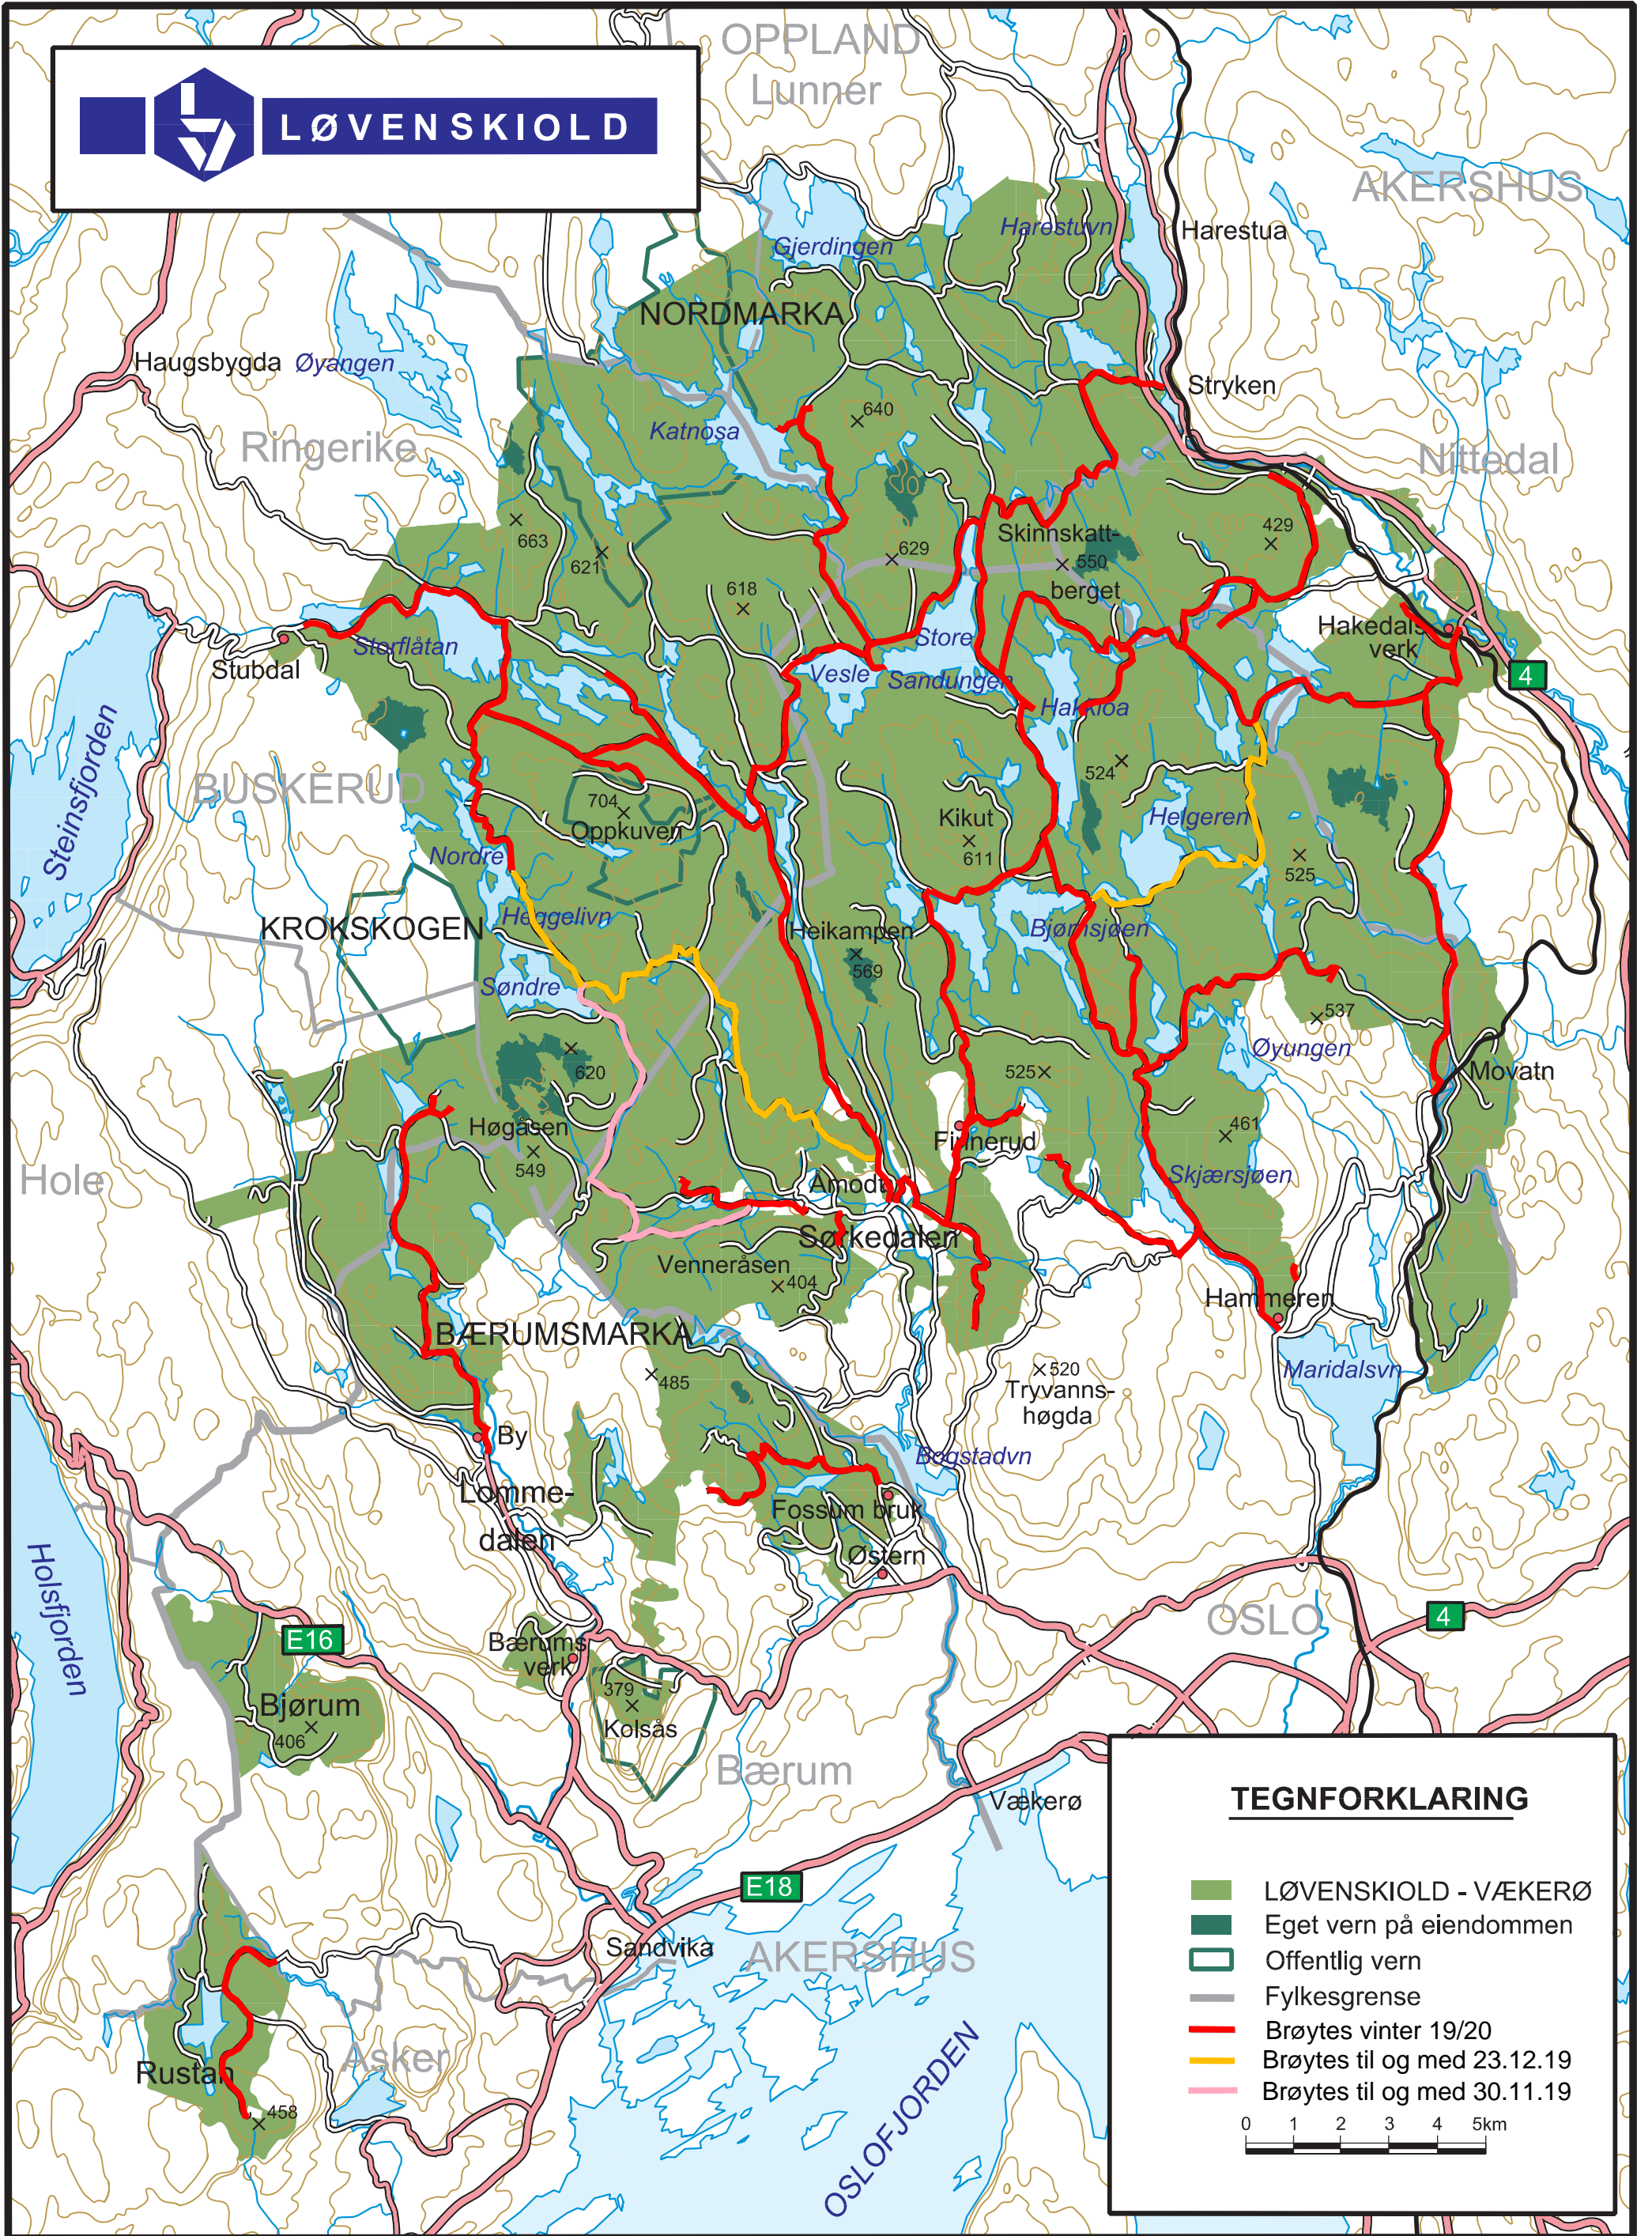 OPPLAND
Lunner
LØVENSKIOLD
AKERSHUS
Harestuvn
Harestua
Gjerdingen
NORDMARKA
Haugsbygda
Øyangen
Stryken
640
Katnosa
Ringerike
Nittedal
663
621
629
Skinnskatt-
berget
550
429
618
Store
Hakedals
verk
Storflåtan
Stubdal
Vesle
Sandungen
4
Hakkloa
Steinsfjorden
BUSKERUD
524
704
Oppkuven
Kikut
611
Helgeren
Nordre
525
KROKSKOGEN
Heggelivn
Heikampen
569
Bjørnsjøen
Søndre
537
Øyungen
620
525
Movatn
Høgåsen
549
Finnerud
461
Hole
Åmodt
Skjærsjøen
Sørkedalen
Venneråsen
404
Hammeren
BÆRUMSMARKA
485
520
Tryvanns-
høgda
Maridalsvn
By
Bogstadvn
Lomme-
dalen
Fossum bruk
Østern
Holsfjorden
E16
OSLO
4
Bærums
verk
379
Kolsås
Bjørum
406
Bærum
Vækerø
E18
Sandvika
AKERSHUS
Asker
Rustan
458
OSLOFJORDEN
TEGNFORKLARING
LØVENSKIOLD - VÆKERØ
Eget vern på eiendommen
Offentlig vern
Fylkesgrense
Brøytes vinter 19/20
Brøytes til og med 23.12.19
Brøytes til og med 30.11.19
0 1 2 3 4 5km